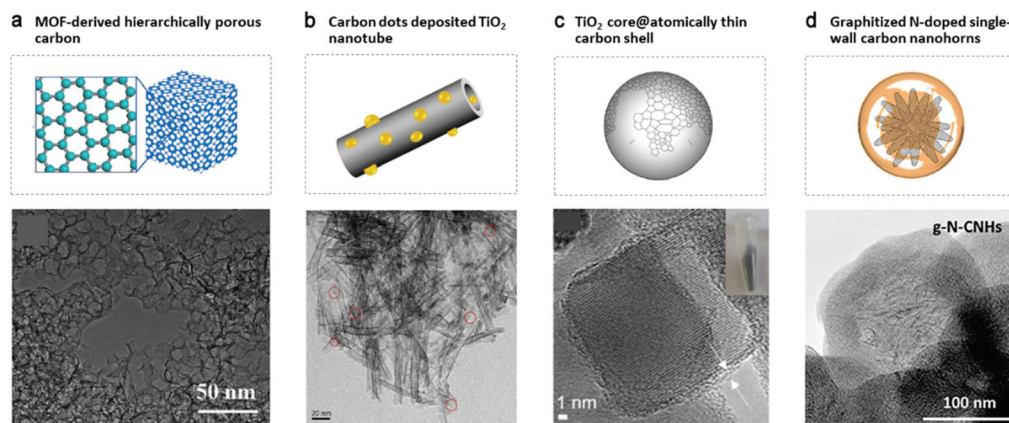 a MOF-derived hierarchically porous
carbon
b Carbon dots deposited TiO2
nanotube
c TiO2 core@atomically thin
carbon shell
d Graphitized N-doped single-
wall carbon nanohorns
50 nm
20 nm
1 nm
g-N-CNHs
100 nm